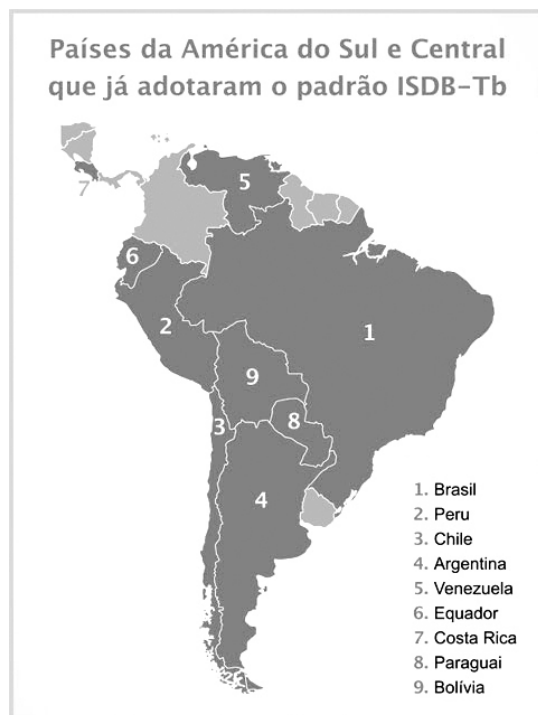 Países da América do Sul e Central
que já adotaram o padrão ISDB-Tb
7
5
6
2
1
9
3
8
4
1. Brasil
2. Peru
3. Chile
4. Argentina
5. Venezuela
6. Equador
7. Costa Rica
8. Paraguai
9. Bolívia